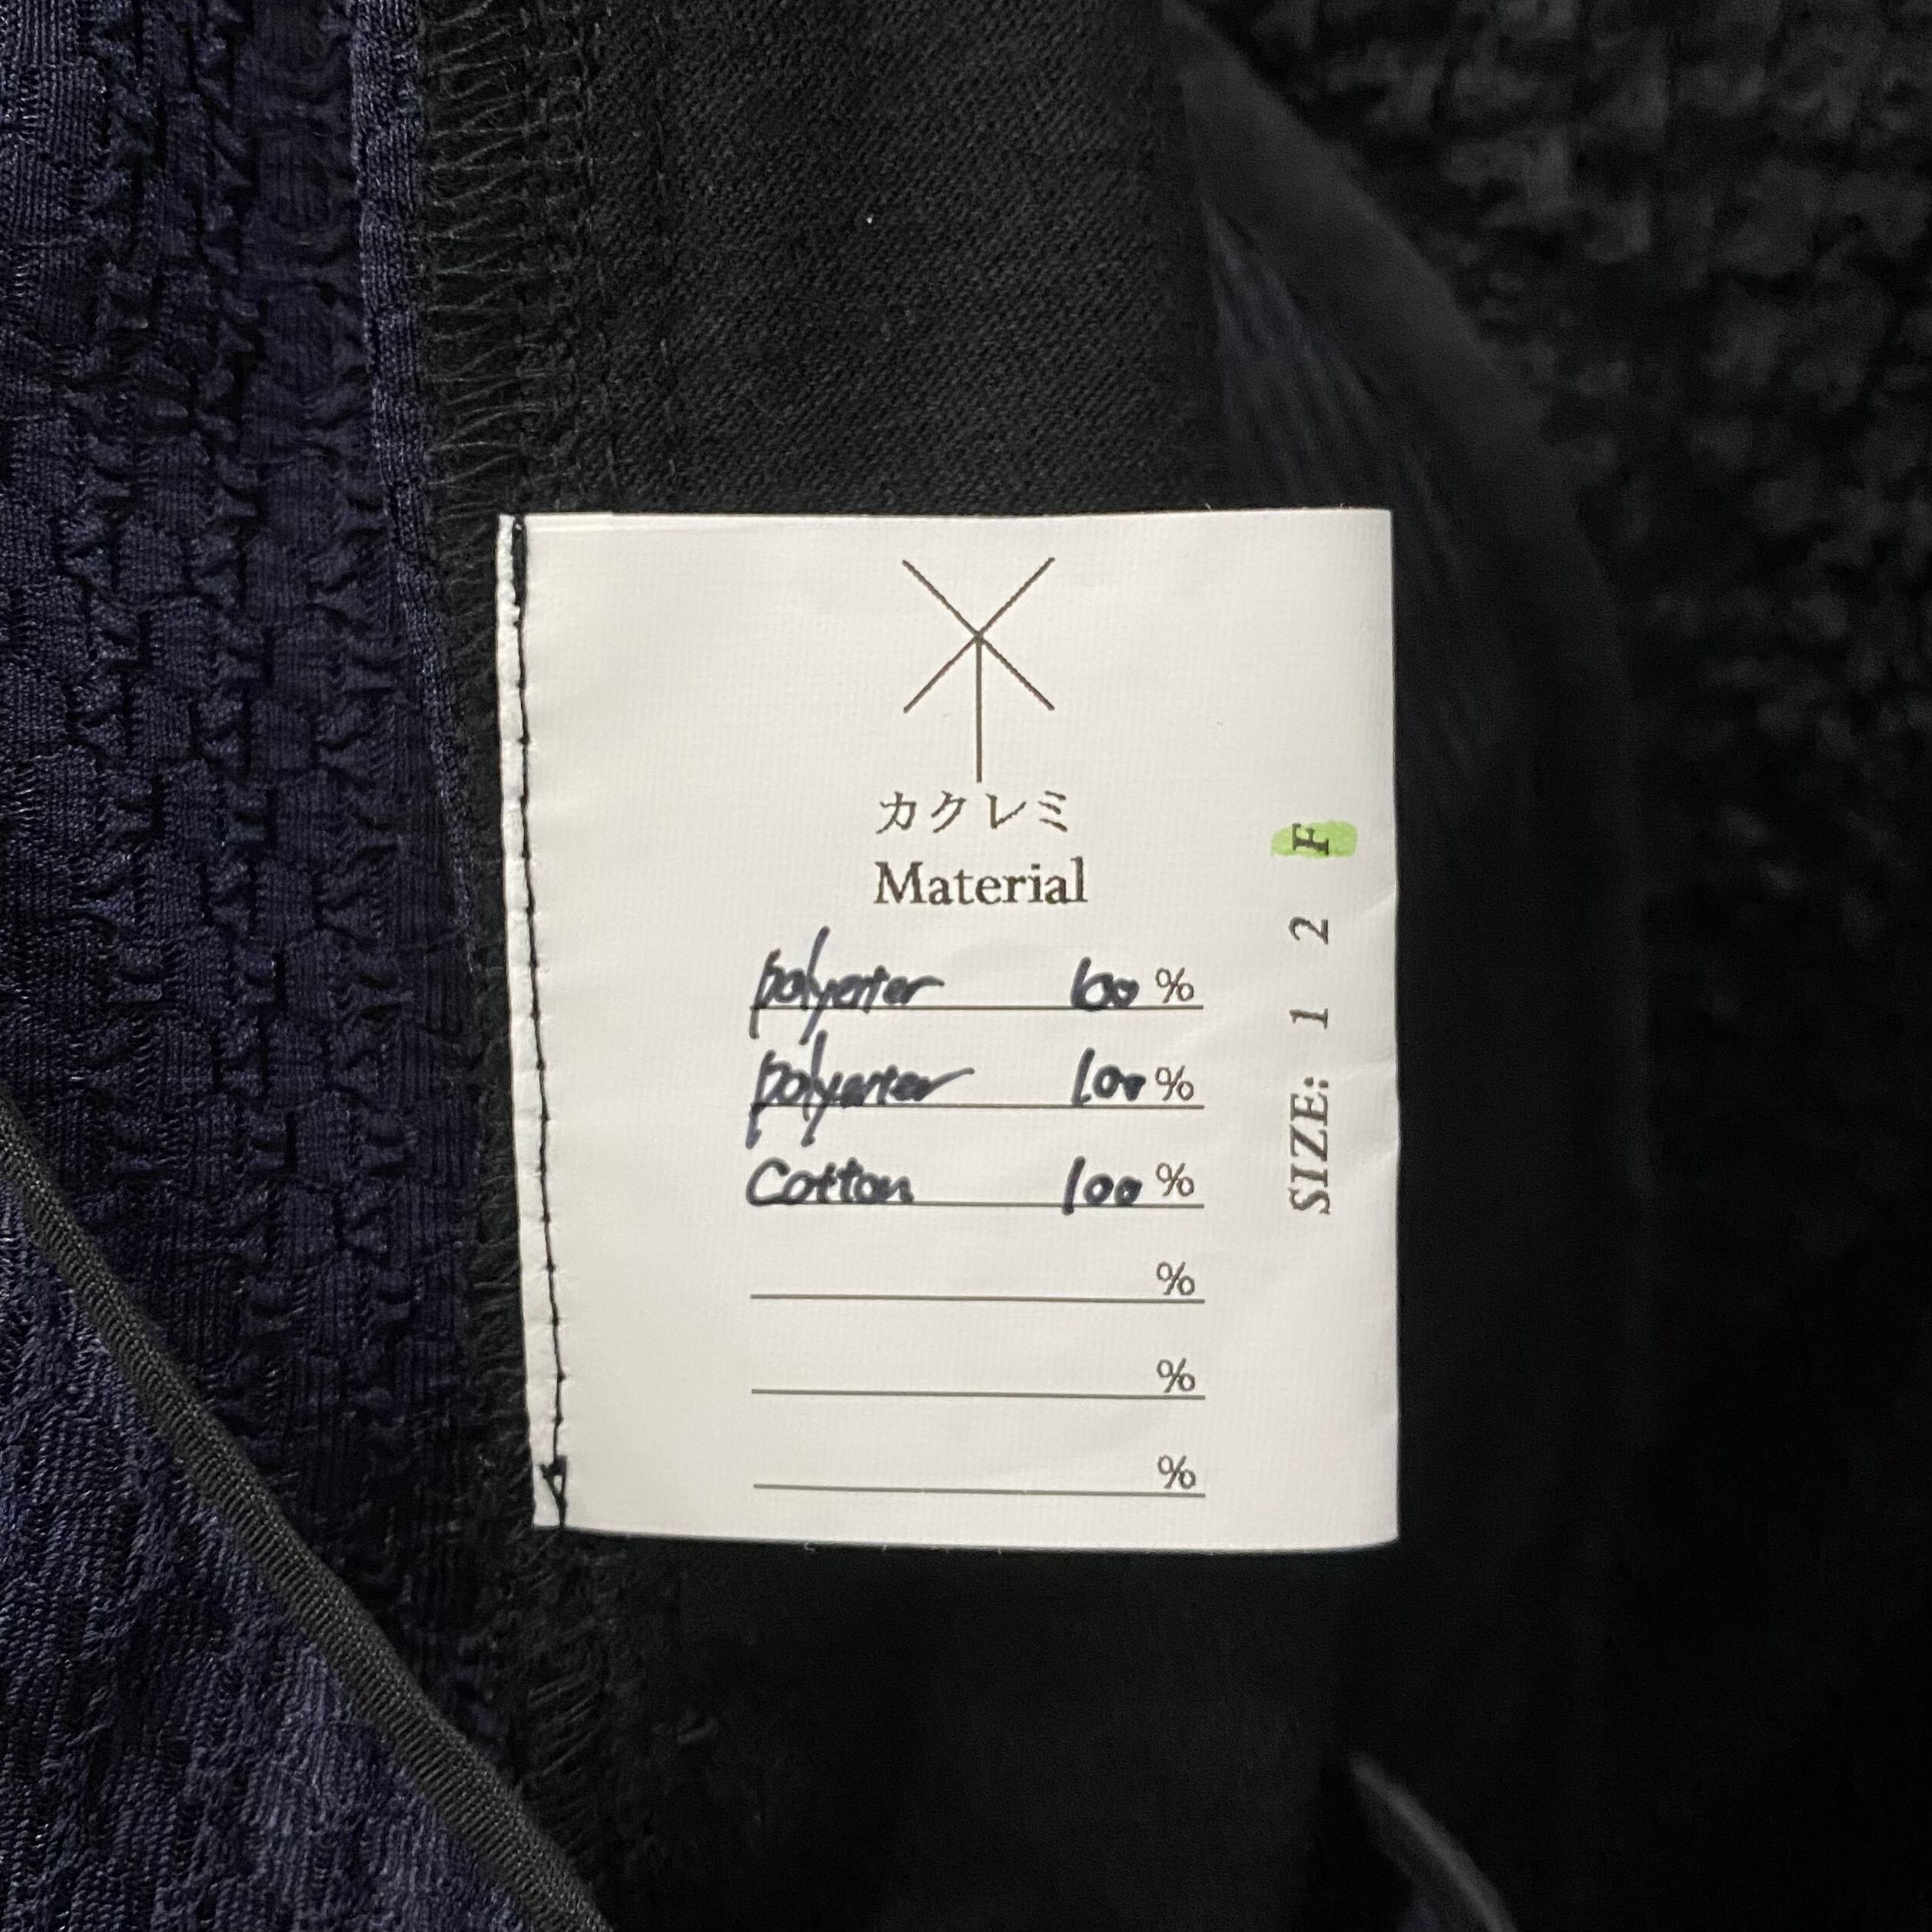 カクレミ
Material
polyester 100 %
polyester 100 %
Cotton 100 %
%
%
%
SIZE: 1 2 F